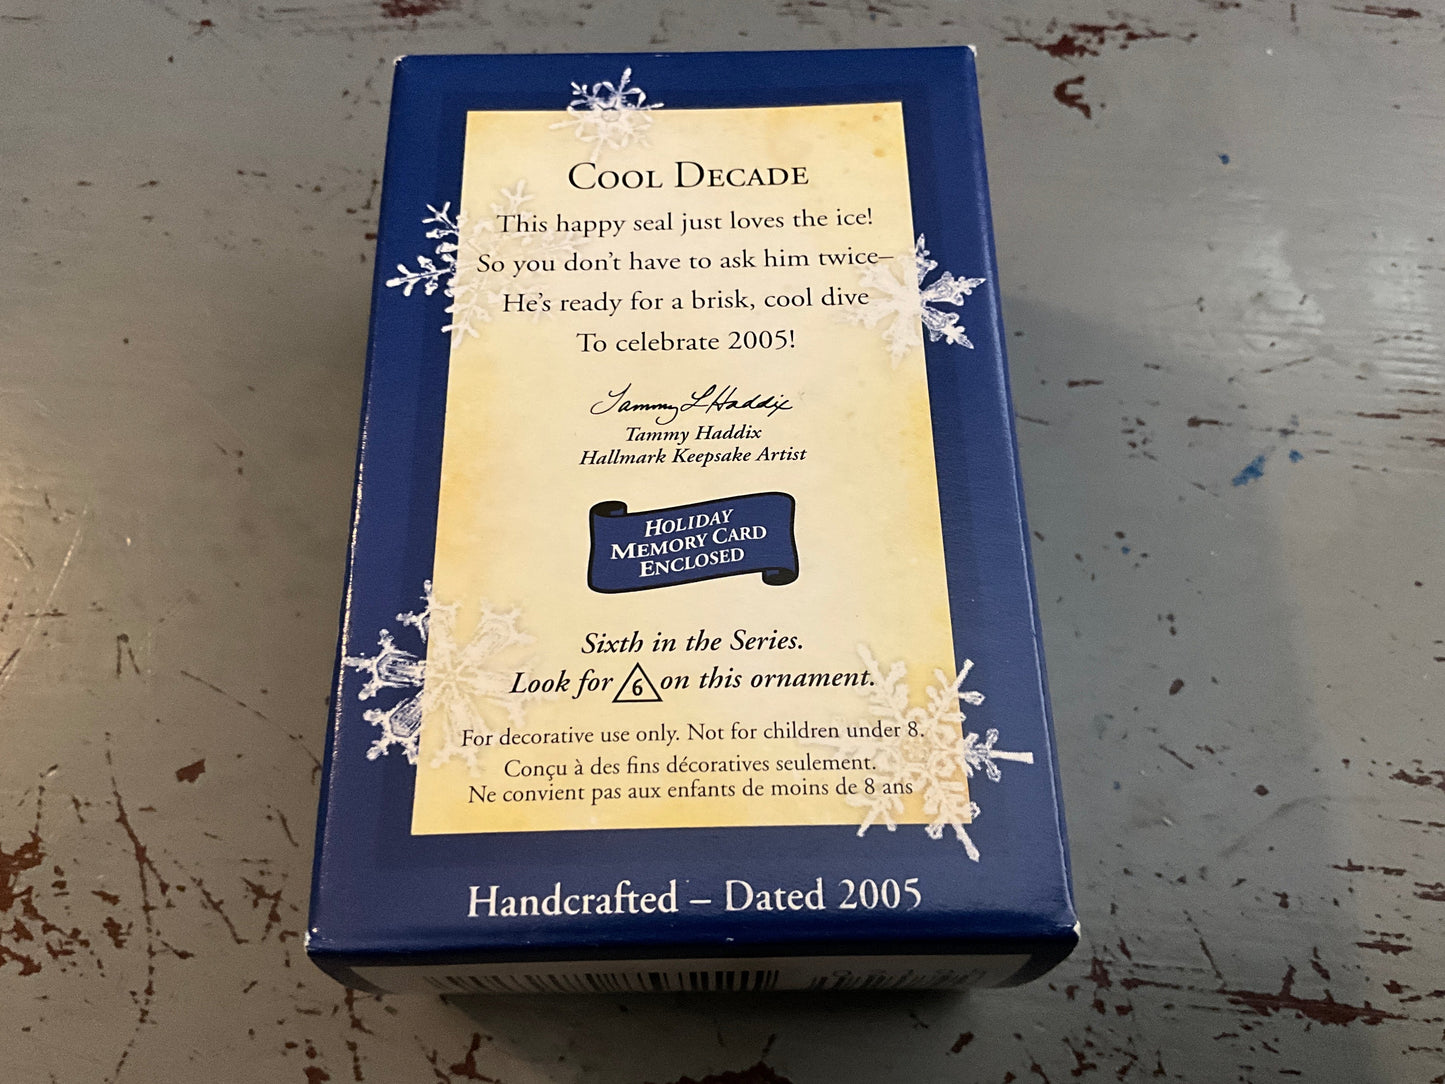 COOL DECADE
This happy seal just loves the ice!
So you don't have to ask him twice–
He's ready for a brisk, cool dive
To celebrate 2005!
Tammy L Haddix
Tammy Haddix
Hallmark Keepsake Artist
HOLIDAY
MEMORY CARD
ENCLOSED
Sixth in the Series.
Look for 6 on this ornament.
For decorative use only. Not for children under 8.
Conçu à des fins décoratives seulement.
Ne convient pas aux enfants de moins de 8 ans
Handcrafted – Dated 2005